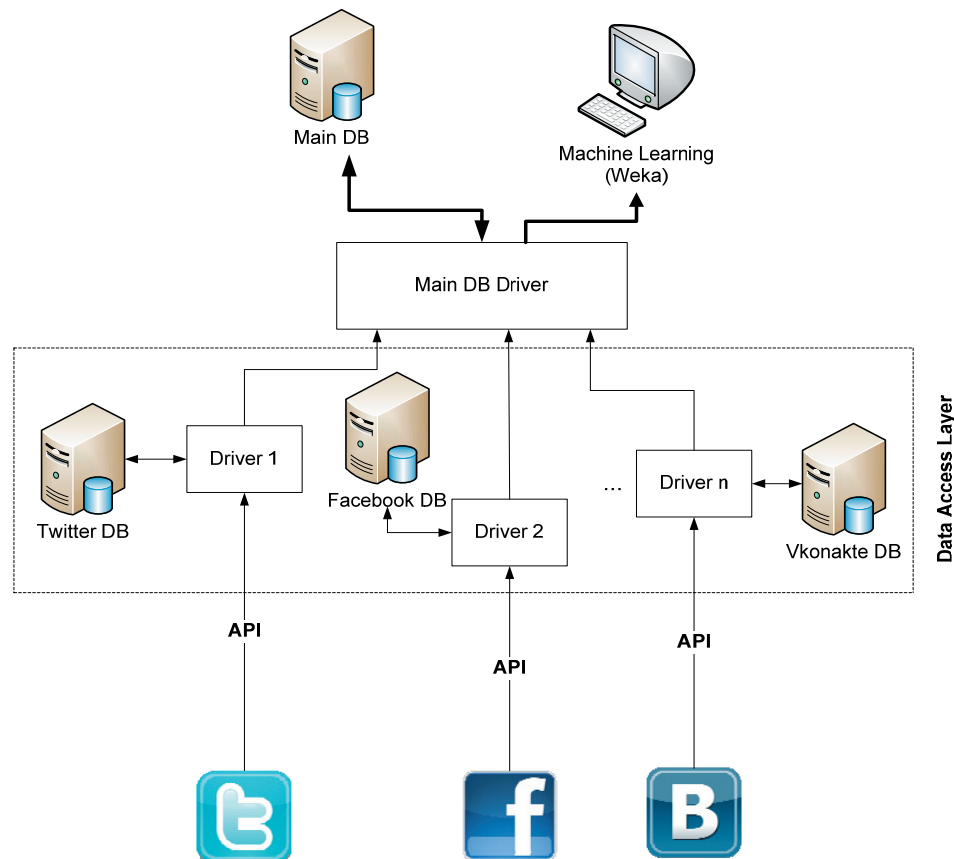 Main DB
Machine Learning
(Weka)
Main DB Driver
Twitter DB
Driver 1
Facebook DB
Driver 2
...
Driver n
Vkonakte DB
Data Access Layer
API
API
API
t
f
B